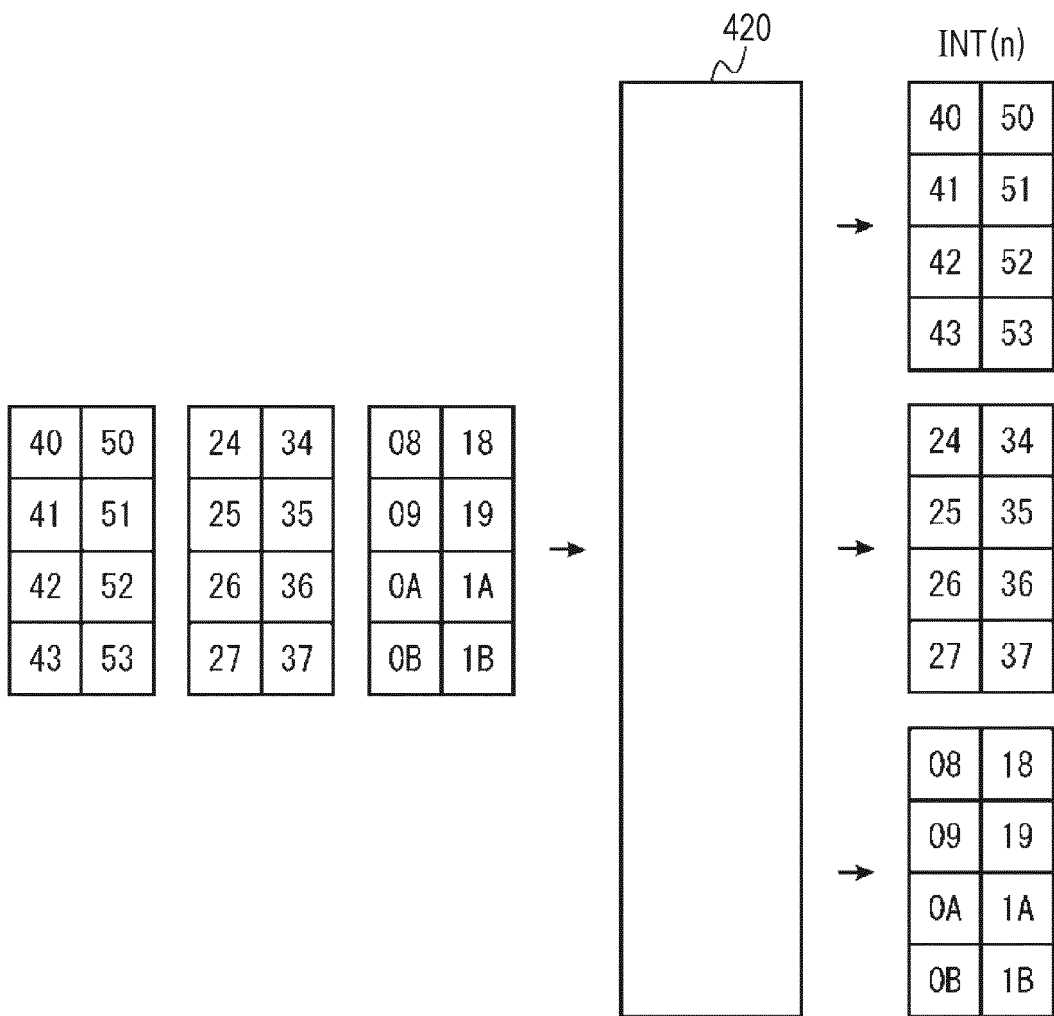 420
INT(n)
40 50
41 51
42 52
43 53
40 50 24 34 08 18
41 51 25 35 09 19
42 52 26 36 0A 1A
43 53 27 37 0B 1B
24 34
25 35
26 36
27 37
08 18
09 19
0A 1A
0B 1B